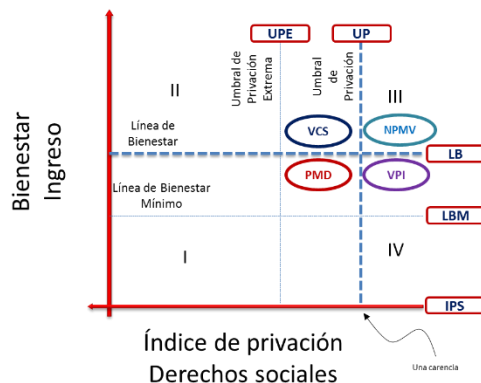 UPE
UP
Umbral de
Privación
Extrema
Umbral
de
Privación
II
III
Línea de
Bienestar
VCS
NPMV
LB
Bienestar
Ingreso
PMD
VPI
Línea de Bienestar
Mínimo
LBM
I
IV
IPS
Índice de privación
Derechos sociales
Una carencia